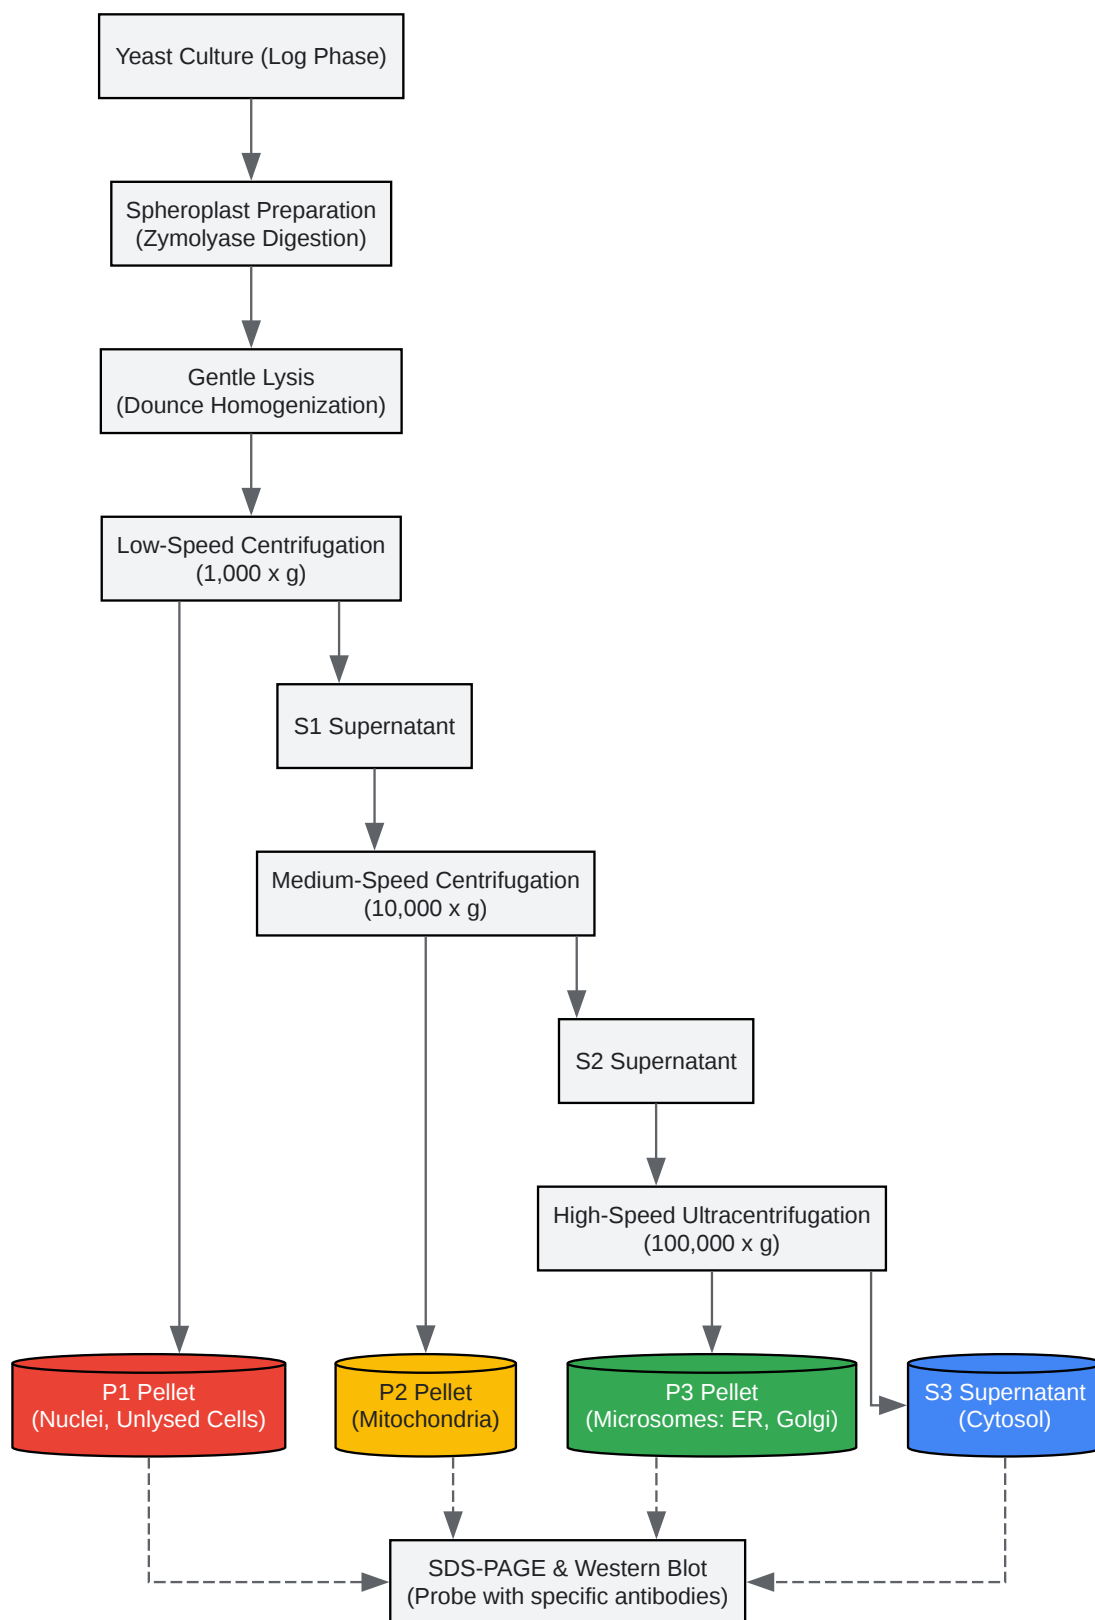 Yeast Culture (Log Phase)
Spheroplast Preparation
(Zymolyase Digestion)
Gentle Lysis
(Dounce Homogenization)
Low-Speed Centrifugation
(1,000 x g)
S1 Supernatant
Medium-Speed Centrifugation
(10,000 x g)
S2 Supernatant
High-Speed Ultracentrifugation
(100,000 x g)
P1 Pellet
(Nuclei, Unlysed Cells)
P2 Pellet
(Mitochondria)
P3 Pellet
(Microsomes: ER, Golgi)
S3 Supernatant
(Cytosol)
SDS-PAGE & Western Blot
(Probe with specific antibodies)